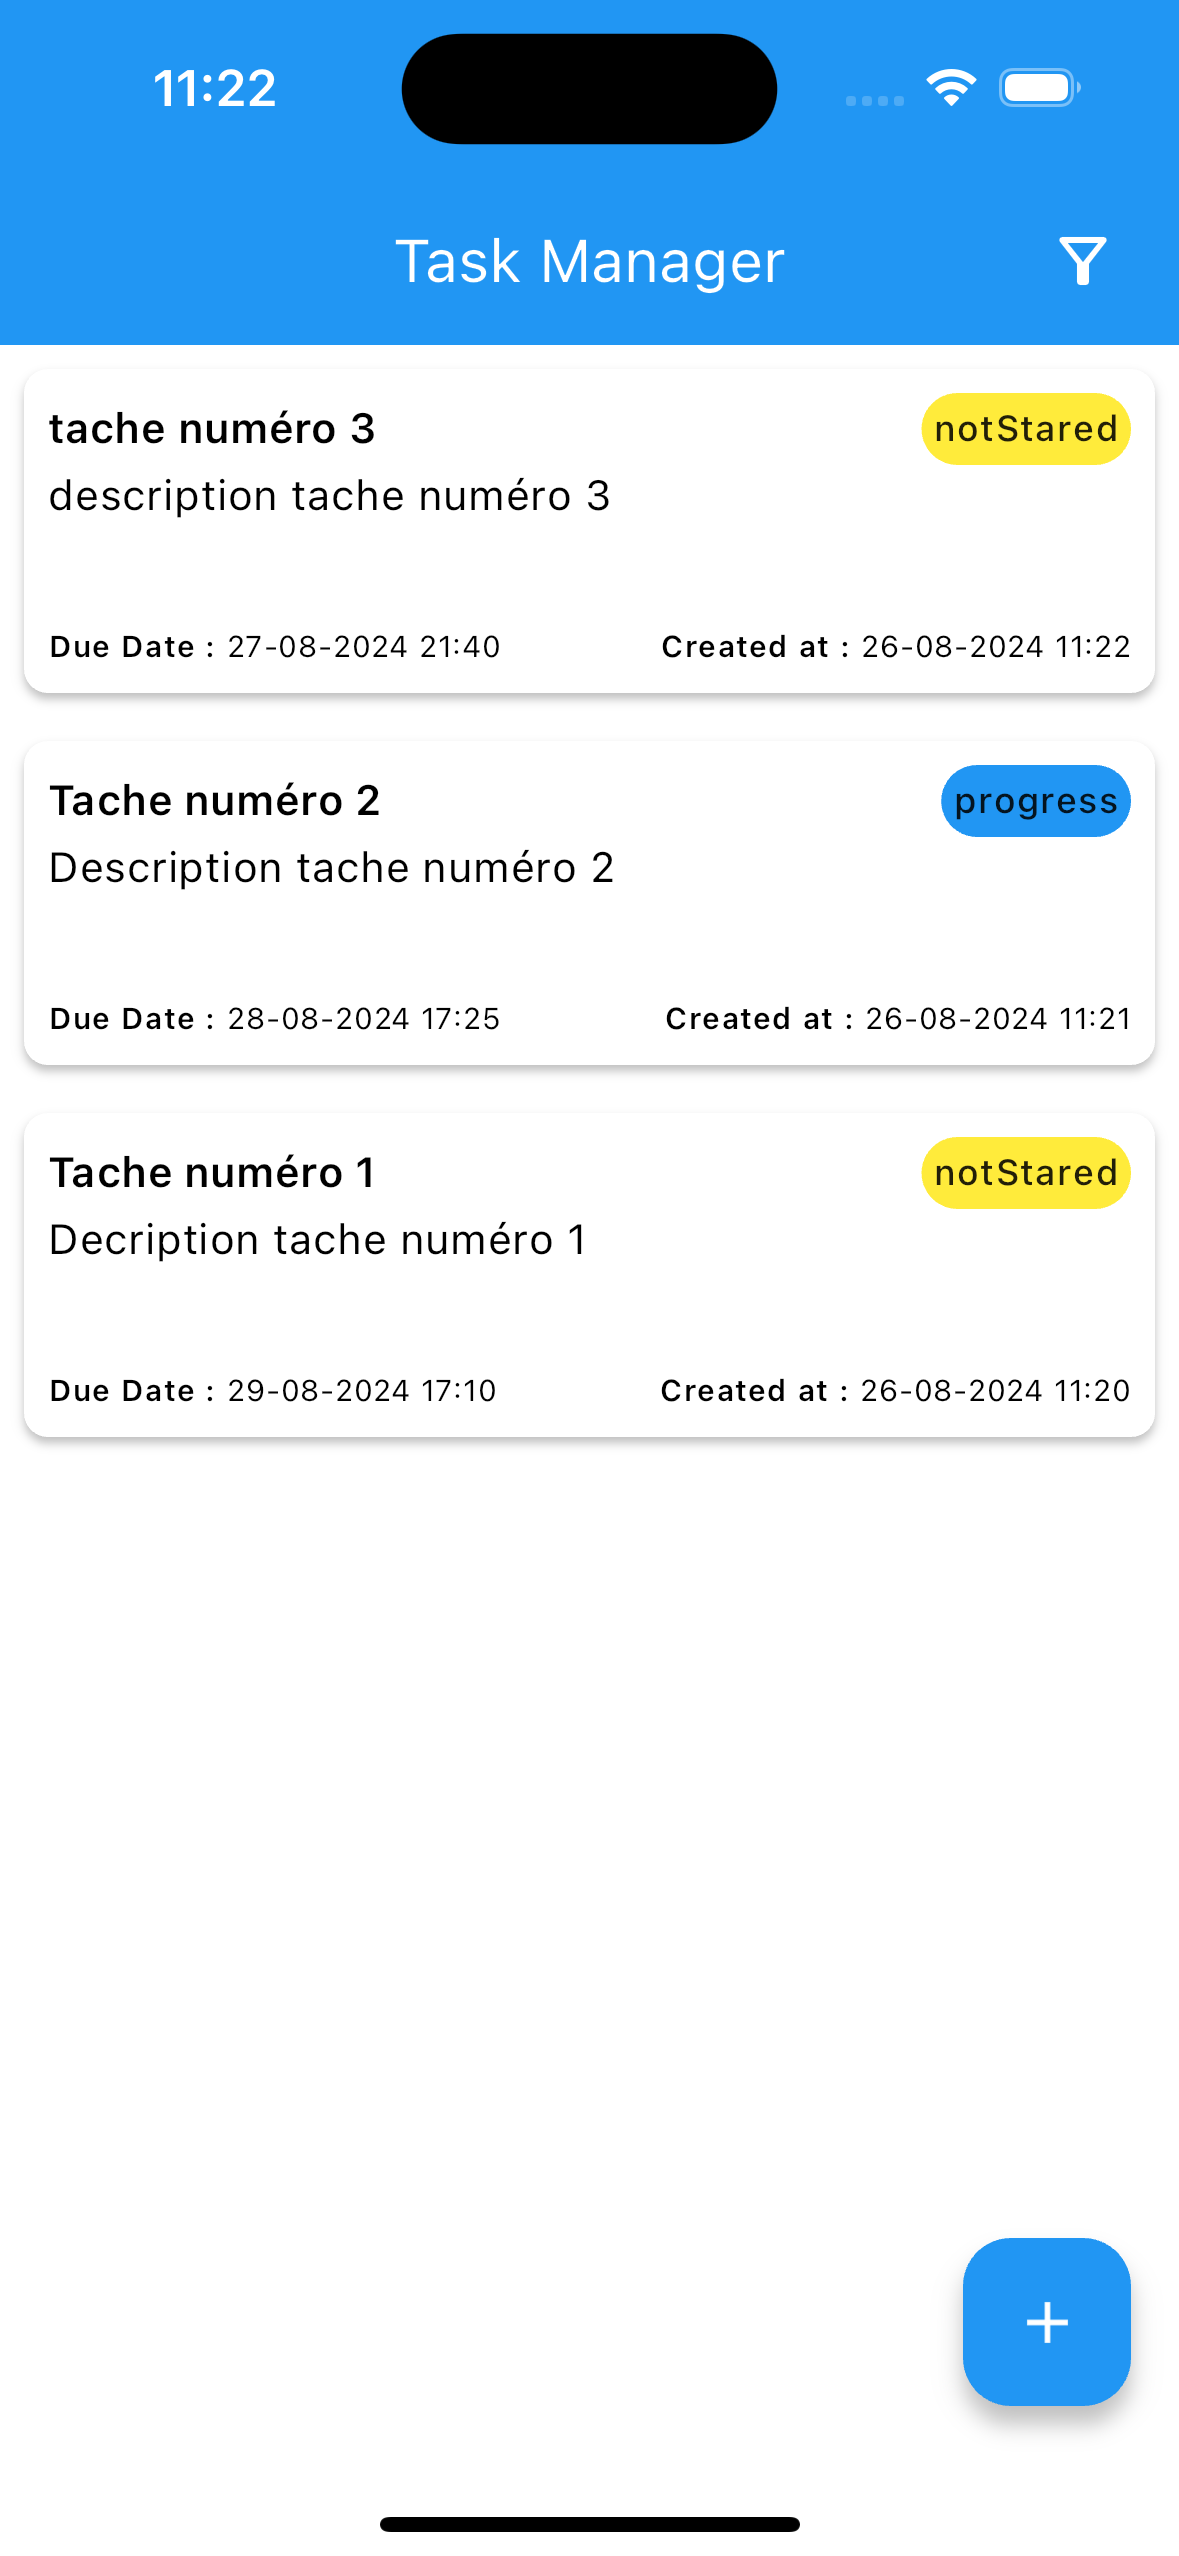 11:22
Task Manager
tache numéro 3 notStared
description tache numéro 3
Due Date : 27-08-2024 21:40 Created at : 26-08-2024 11:22
Tache numéro 2 progress
Description tache numéro 2
Due Date : 28-08-2024 17:25 Created at : 26-08-2024 11:21
Tache numéro 1 notStared
Decription tache numéro 1
Due Date : 29-08-2024 17:10 Created at : 26-08-2024 11:20